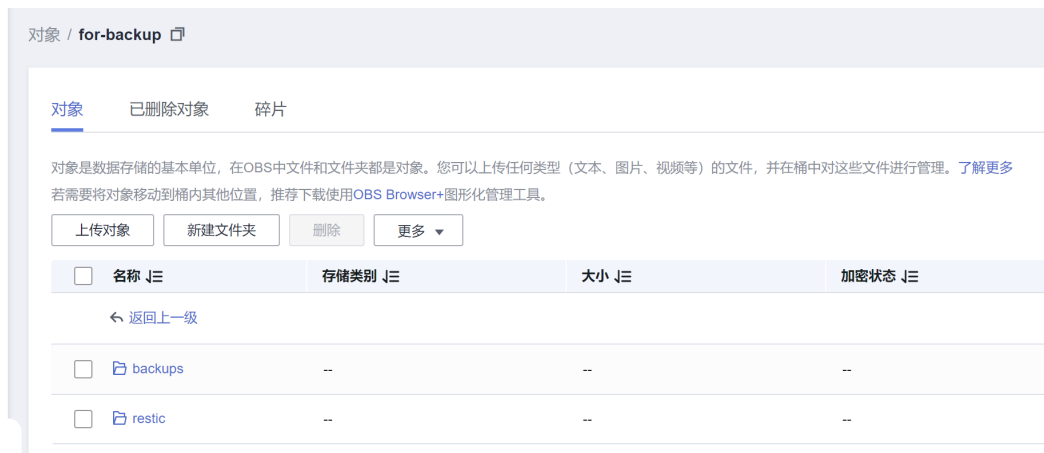 对象 / for-backup
对象 已删除对象 碎片
对象是数据存储的基本单位，在OBS中文件和文件夹都是对象。您可以上传任何类型（文本、图片、视频等）的文件，并在桶中对这些文件进行管理。了解更多
若需要将对象移动到桶内其他位置，推荐下载使用OBS Browser+图形化管理工具。
上传对象 新建文件夹 删除 更多
名称 存储类别 大小 加密状态
返回上一级
backups -- -- --
restic -- -- --